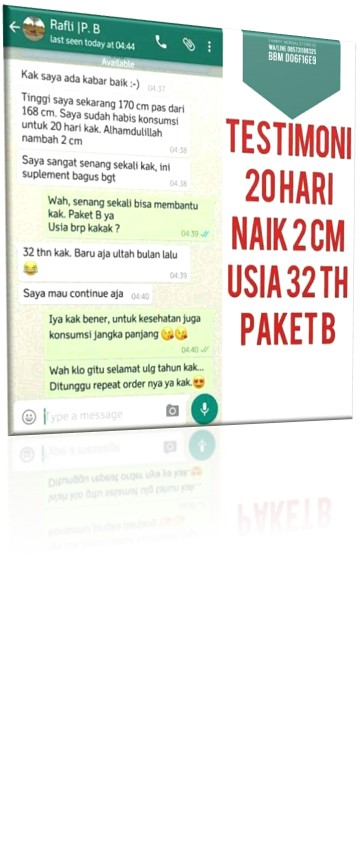 Rafli |P. B
last seen today at 04:44
Available
Kak saya ada kabar baik :-)
04:37
Tinggi saya sekarang 170 cm pas dari
168 cm. Saya sudah habis konsumsi
untuk 20 hari kak. Alhamdulillah
nambah 2 cm
04:38
Saya sangat senang sekali kak, ini
suplement bagus bgt
04:38
Wah, senang sekali bisa membantu
kak. Paket B ya
Usia brp kakak ?
04:39
32 thn kak. Baru aja ultah bulan lalu
😂
04:39
Saya mau continue aja
04:40
Iya kak bener, untuk kesehatan juga
konsumsi jangka panjang 😘😘
04:40
Wah klo gitu selamat ulg tahun kak...
Ditunggu repeat order nya ya kak.😍
Type a message
BBM D06F16E9
TESTIMONI
20 HARI
NAIK 2 CM
USIA 32 TH
PAKET B